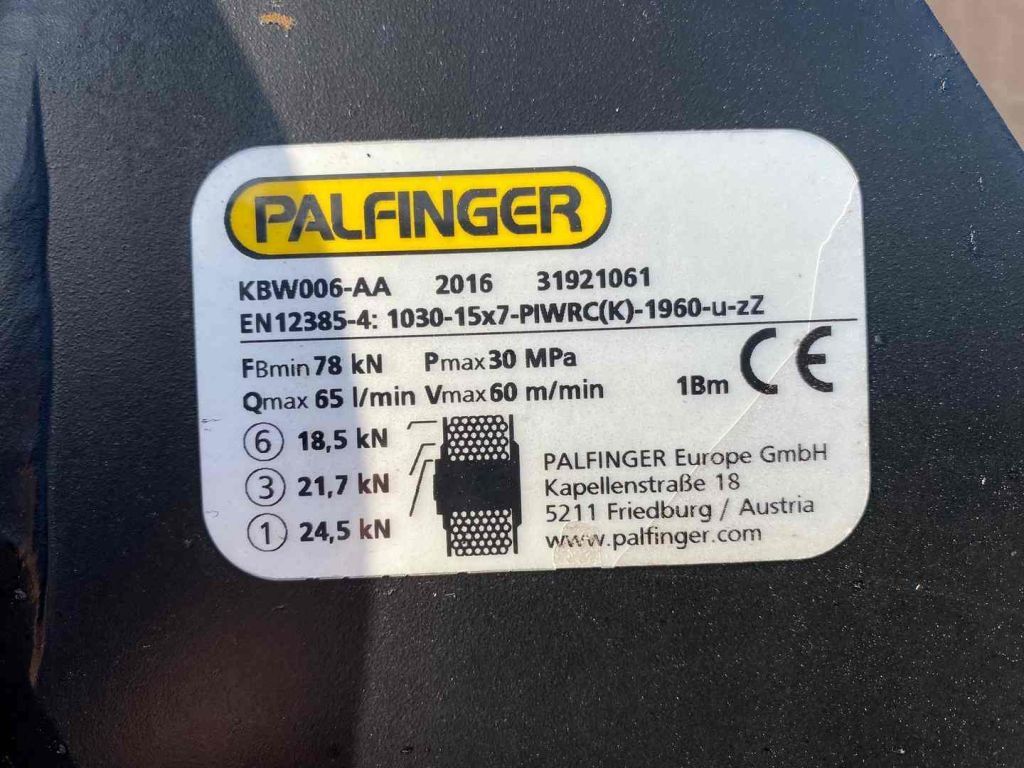 PALFINGER
KBW006-AA 2016 31921061
EN12385-4: 1030-15x7-PIWRC(K)-1960-u-zZ
FBmin 78 kN Pmax 30 MPa
Qmax 65 l/min Vmax 60 m/min 1Bm CE
6 18,5 kN
3 21,7 kN
1 24,5 kN
PALFINGER Europe GmbH
Kapellenstraße 18
5211 Friedburg / Austria
www.palfinger.com